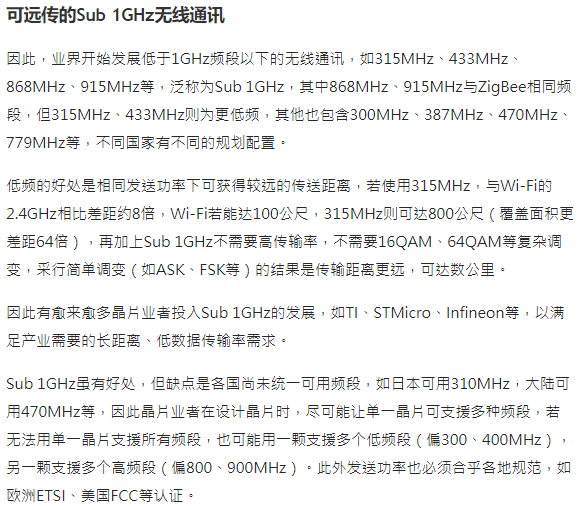 可远传的Sub 1GHz无线通讯
因此，业界开始发展低于1GHz频段以下的无线通讯，如315MHz、433MHz、
868MHz、915MHz等，泛称为Sub 1GHz，其中868MHz、915MHz与ZigBee相同频
段，但315MHz、433MHz则为更低频，其他也包含300MHz、387MHz、470MHz、
779MHz等，不同国家有不同的规划配置。
低频的好处是相同发送功率下可获得较远的传送距离，若使用315MHz，与Wi-Fi的
2.4GHz相比差距约8倍，Wi-Fi若能达100公尺，315MHz则可达800公尺（覆盖面积更
差距64倍），再加上Sub 1GHz不需要高传输率，不需要16QAM、64QAM等复杂调
变，采行简单调变（如ASK、FSK等）的结果是传输距离更远，可达数公里。
因此有愈来愈多晶片业者投入Sub 1GHz的发展，如TI、STMicro、Infineon等，以满
足产业需要的长距离、低数据传输率需求。
Sub 1GHz虽有好处，但缺点是各国尚未统一可用频段，如日本可用310MHz，大陆可
用470MHz等，因此晶片业者在设计晶片时，尽可能让单一晶片可支援多种频段，若
无法用单一晶片支援所有频段，也可能用一颗支援多个低频段（偏300、400MHz），
另一颗支援多个高频段（偏800、900MHz）。此外发送功率也必须合乎各地规范，如
欧洲ETSI、美国FCC等认证。